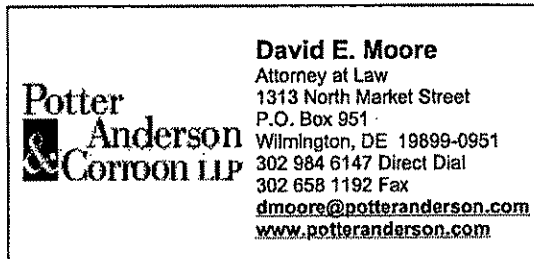 Potter
Anderson
& Corroon LLP
David E. Moore
Attorney at Law
1313 North Market Street
P.O. Box 951
Wilmington, DE 19899-0951
302 984 6147 Direct Dial
302 658 1192 Fax
dmoore@potteranderson.com
www.potteranderson.com